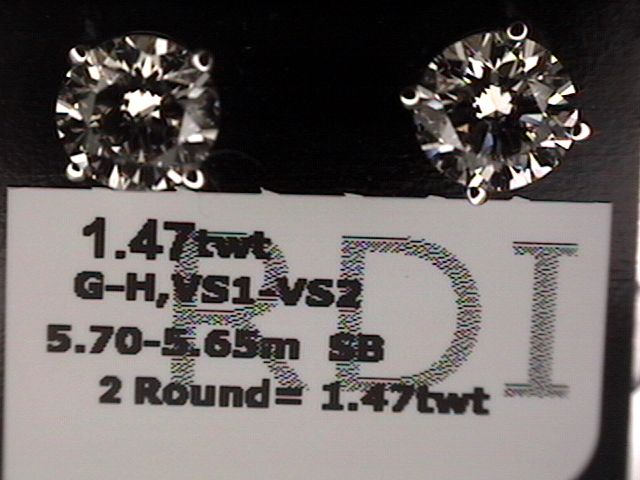 1.47twt
G-H,VS1-VS2
5.70-5.65m SB
2 Round= 1.47twt
RDI